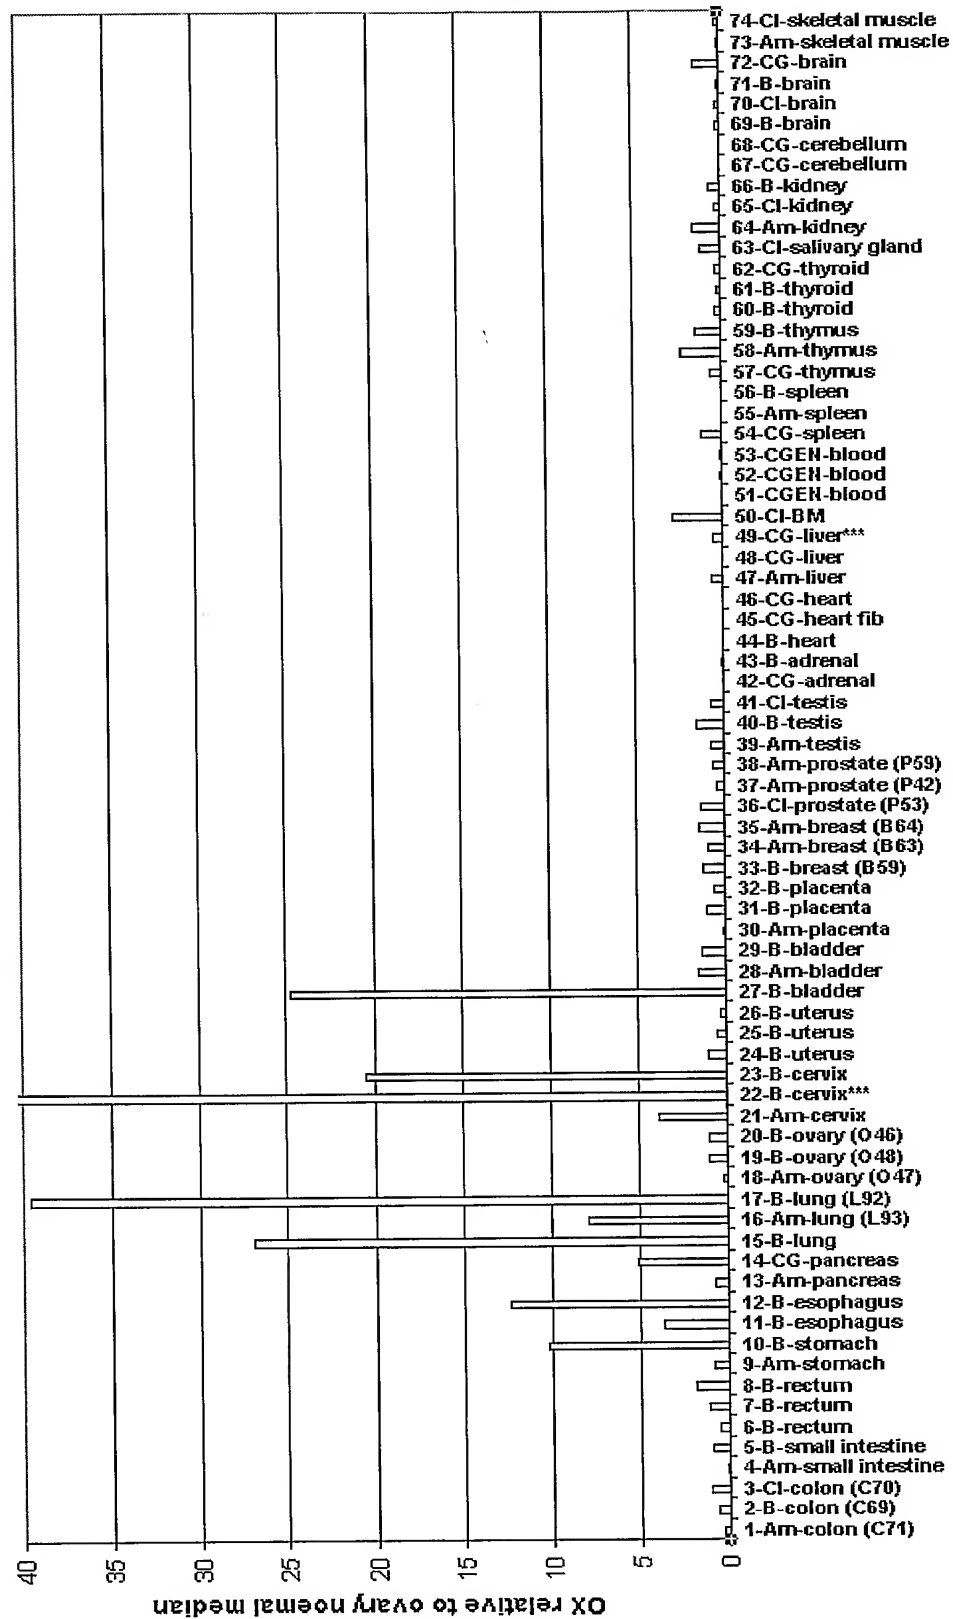 74-Cl-skeletal muscle
73-Am-skeletal muscle
72-CG-brain
71-B-brain
70-Cl-brain
69-B-brain
68-CG-cerebellum
67-CG-cerebellum
66-B-kidney
65-Cl-kidney
64-Am-kidney
63-Cl-salivary gland
62-CG-thyroid
61-B-thyroid
60-B-thyroid
59-B-thymus
58-Am-thymus
57-CG-thymus
56-B-spleen
55-Am-spleen
54-CG-spleen
53-CGEN-blood
52-CGEN-blood
51-CGEN-blood
50-Cl-BM
49-CG-liver***
48-CG-liver
47-Am-liver
46-CG-heart
45-CG-heart fib
44-B-heart
43-B-adrenal
42-CG-adrenal
41-Cl-testis
40-B-testis
39-Am-testis
38-Am-prostate (P59)
37-Am-prostate (P42)
36-Cl-prostate (P53)
35-Am-breast (B64)
34-Am-breast (B63)
33-B-breast (B59)
32-B-placenta
31-B-placenta
30-Am-placenta
29-B-bladder
28-Am-bladder
27-B-bladder
26-B-uterus
25-B-uterus
24-B-uterus
23-B-cervix
22-B-cervix***
21-Am-cervix
20-B-ovary (O46)
19-B-ovary (O48)
18-Am-ovary (O47)
17-B-lung (L92)
16-Am-lung (L93)
15-B-lung
14-CG-pancreas
13-Am-pancreas
12-B-esophagus
11-B-esophagus
10-B-stomach
9-Am-stomach
8-B-rectum
7-B-rectum
6-B-rectum
5-B-small intestine
4-Am-small intestine
3-Cl-colon (C70)
2-B-colon (C69)
1-Am-colon (C71)
40
35
30
25
20
15
10
5
0
OX relative to ovary noemal median